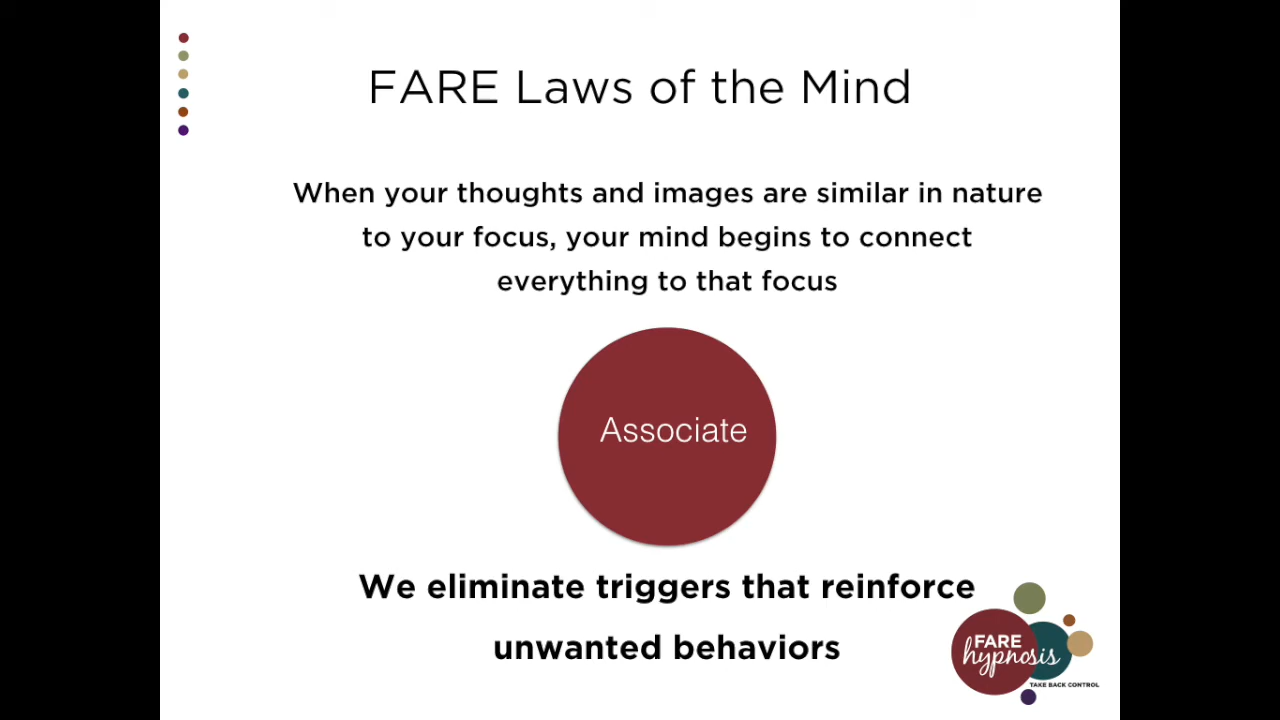 FARE Laws of the Mind
When your thoughts and images are similar in nature
to your focus, your mind begins to connect
everything to that focus
Associate
We eliminate triggers that reinforce
unwanted behaviors
FARE
hypnosis
TAKE BACK CONTROL